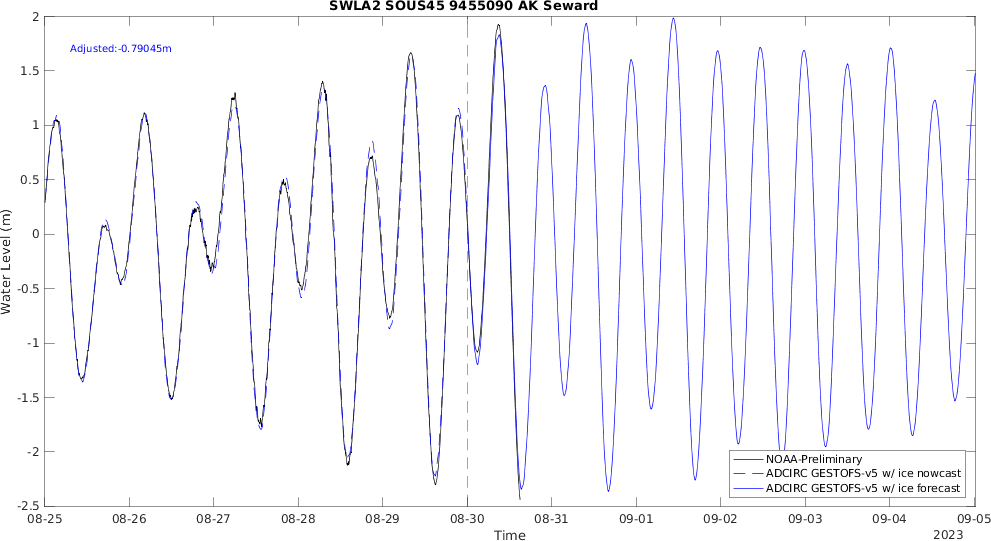 SWLA2 SOUS45 9455090 AK Seward
Adjusted:-0.79045m
2
1.5
1
0.5
0
-0.5
-1
-1.5
-2
-2.5
Water Level (m)
NOAA-Preliminary
ADCIRC GESTOFS-v5 w/ ice nowcast
ADCIRC GESTOFS-v5 w/ ice forecast
08-25 08-26 08-27 08-28 08-29 08-30 08-31 09-01 09-02 09-03 09-04 09-05
Time
2023